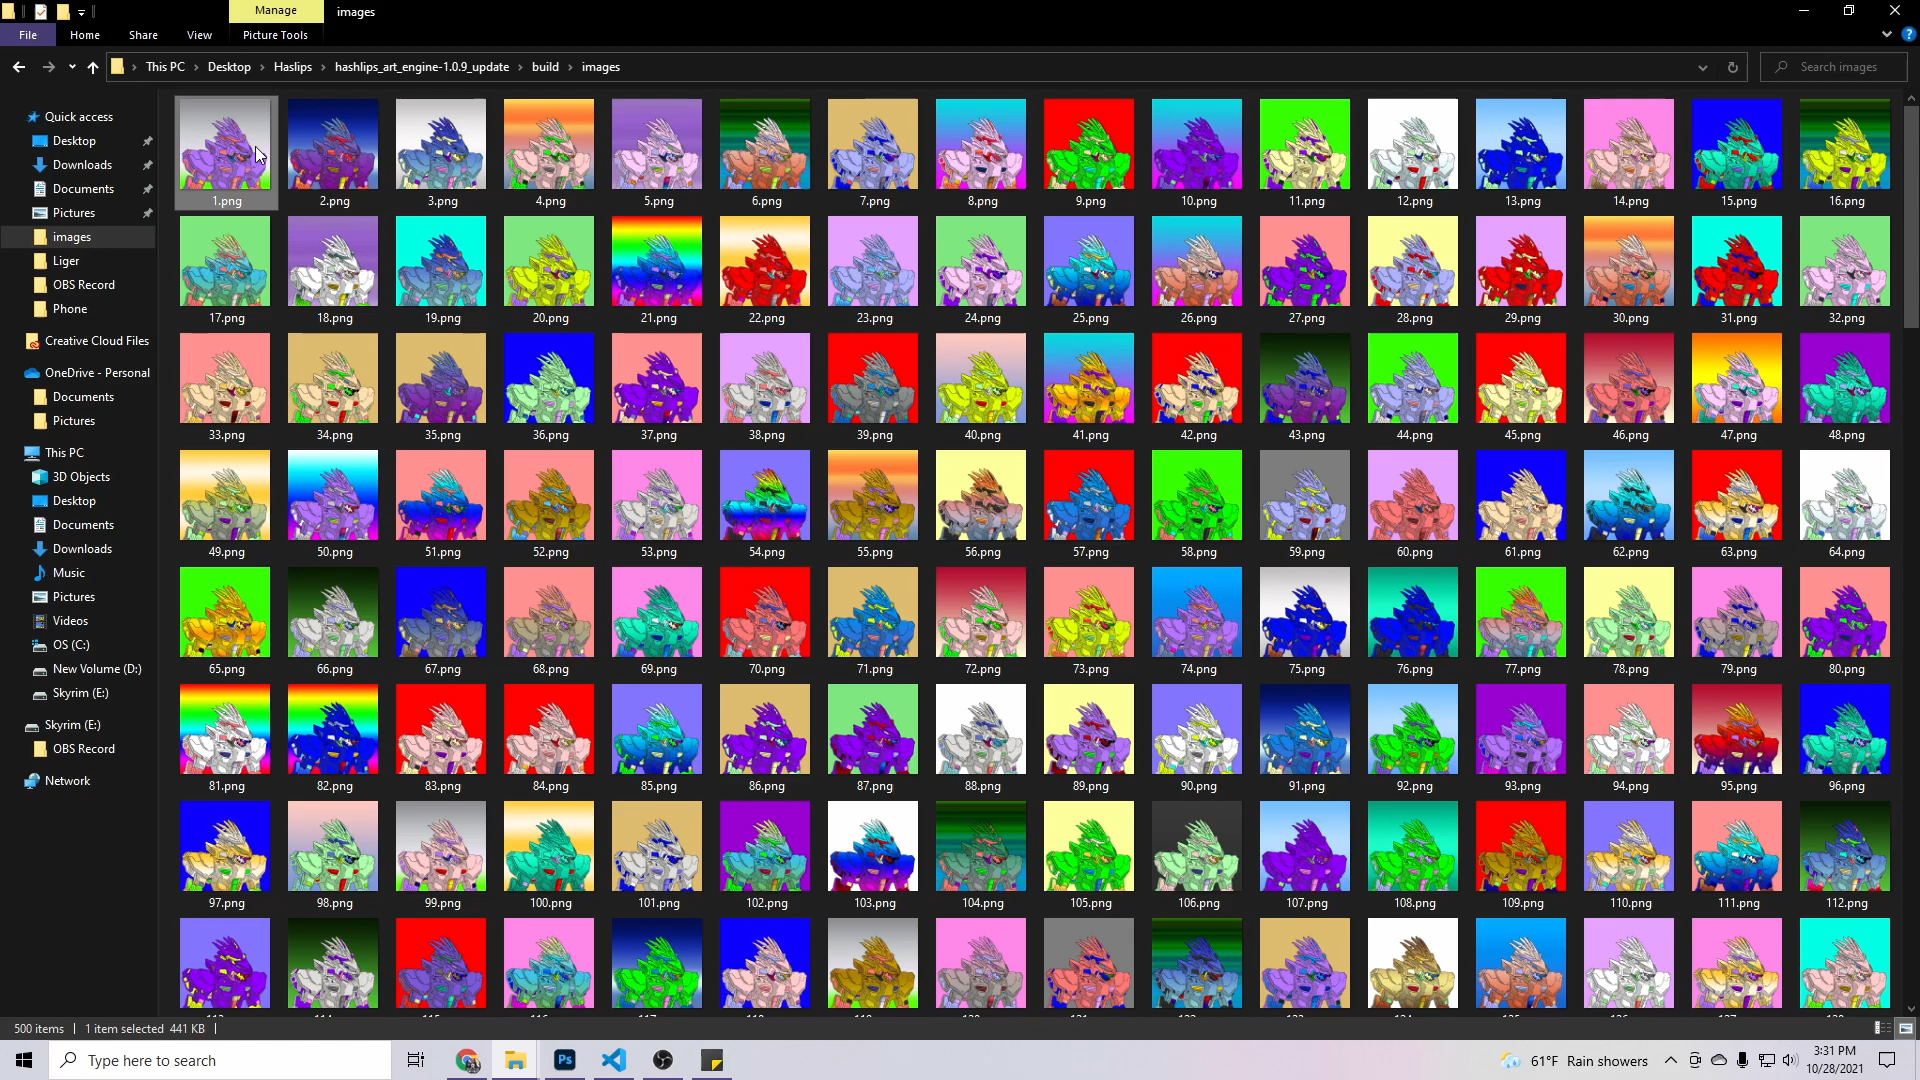 Manage
images
File
Home
Share
View
Picture Tools
This PC
Desktop
Haslips
hashlips_art_engine-1.0.9_update
build
images
Search images
Quick access
Desktop
Downloads
Documents
Pictures
images
Liger
OBS Record
Phone
Creative Cloud Files
OneDrive - Personal
Documents
Pictures
This PC
3D Objects
Desktop
Documents
Downloads
Music
Pictures
Videos
OS (C:)
New Volume (D:)
Skyrim (E:)
Skyrim (E:)
OBS Record
Network
1.png 2.png 3.png 4.png 5.png 6.png 7.png 8.png 9.png 10.png 11.png 12.png 13.png 14.png 15.png 16.png
17.png 18.png 19.png 20.png 21.png 22.png 23.png 24.png 25.png 26.png 27.png 28.png 29.png 30.png 31.png 32.png
33.png 34.png 35.png 36.png 37.png 38.png 39.png 40.png 41.png 42.png 43.png 44.png 45.png 46.png 47.png 48.png
49.png 50.png 51.png 52.png 53.png 54.png 55.png 56.png 57.png 58.png 59.png 60.png 61.png 62.png 63.png 64.png
65.png 66.png 67.png 68.png 69.png 70.png 71.png 72.png 73.png 74.png 75.png 76.png 77.png 78.png 79.png 80.png
81.png 82.png 83.png 84.png 85.png 86.png 87.png 88.png 89.png 90.png 91.png 92.png 93.png 94.png 95.png 96.png
97.png 98.png 99.png 100.png 101.png 102.png 103.png 104.png 105.png 106.png 107.png 108.png 109.png 110.png 111.png 112.png
500 items
1 item selected 441 KB
Type here to search
Ps
61°F Rain showers
3:31 PM
10/28/2021